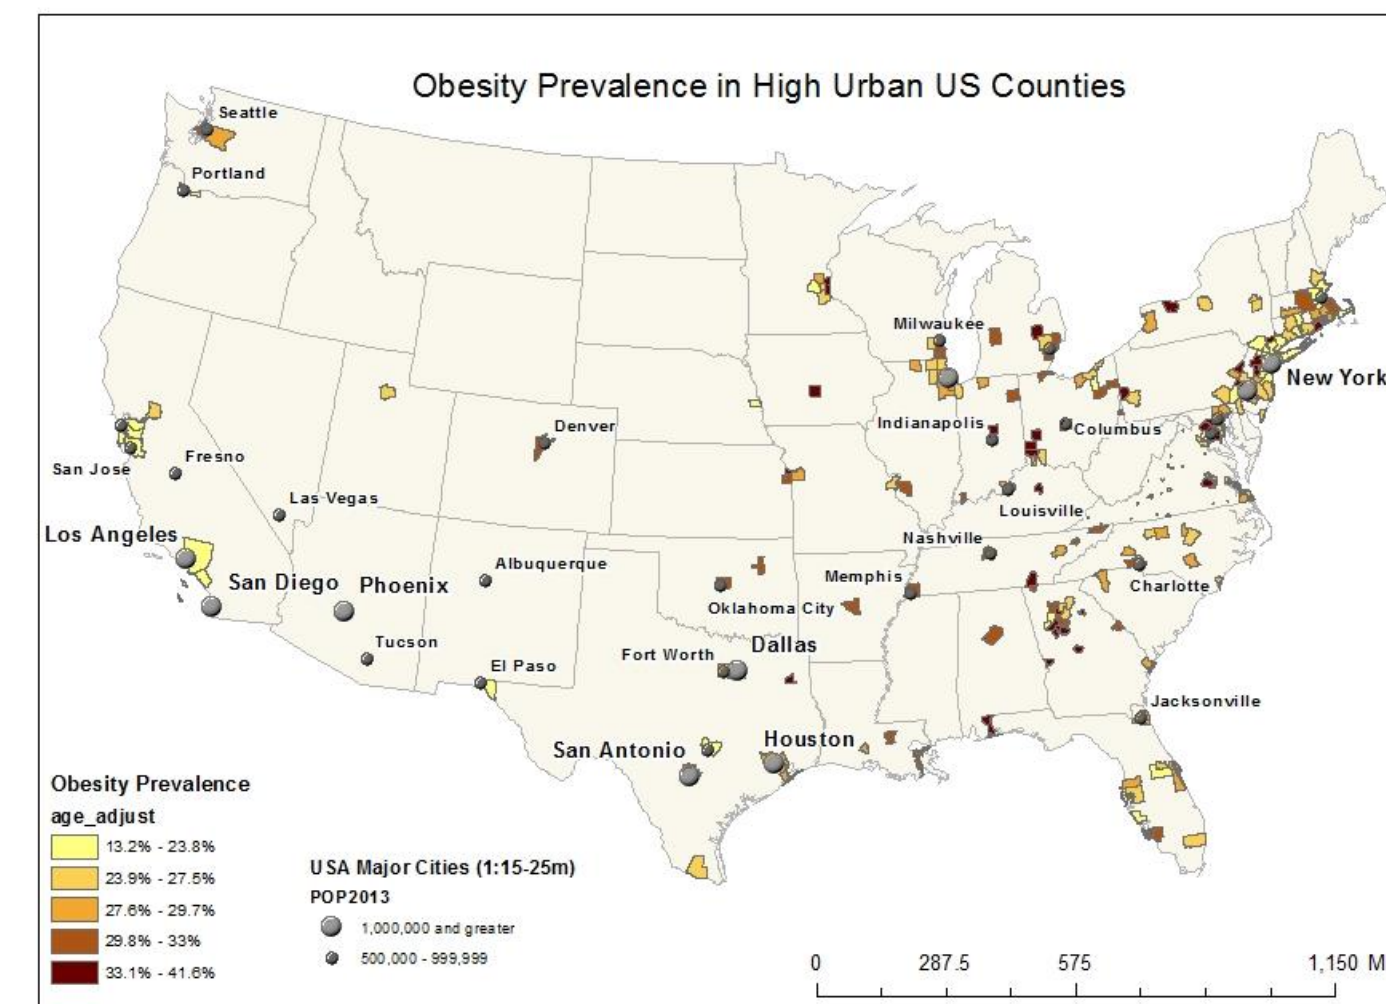 Obesity Prevalence in High Urban US Counties
Seattle
Portland
Milwaukee
New York
Denver
Indianapolis
Columbus
San Jose
Fresno
Las Vegas
Louisville
Los Angeles
Nashville
Albuquerque
San Diego
Phoenix
Memphis
Charlotte
Oklahoma City
Tucson
Dallas
Fort Worth
El Paso
Jacksonville
San Antonio
Houston
Obesity Prevalence
age_adjust
13.2% - 23.8%
23.9% - 27.5%
27.6% - 29.7%
29.8% - 33%
33.1% - 41.6%
USA Major Cities (1:15-25m)
POP2013
1,000,000 and greater
500,000 - 999,999
0 287.5 575 1,150 M